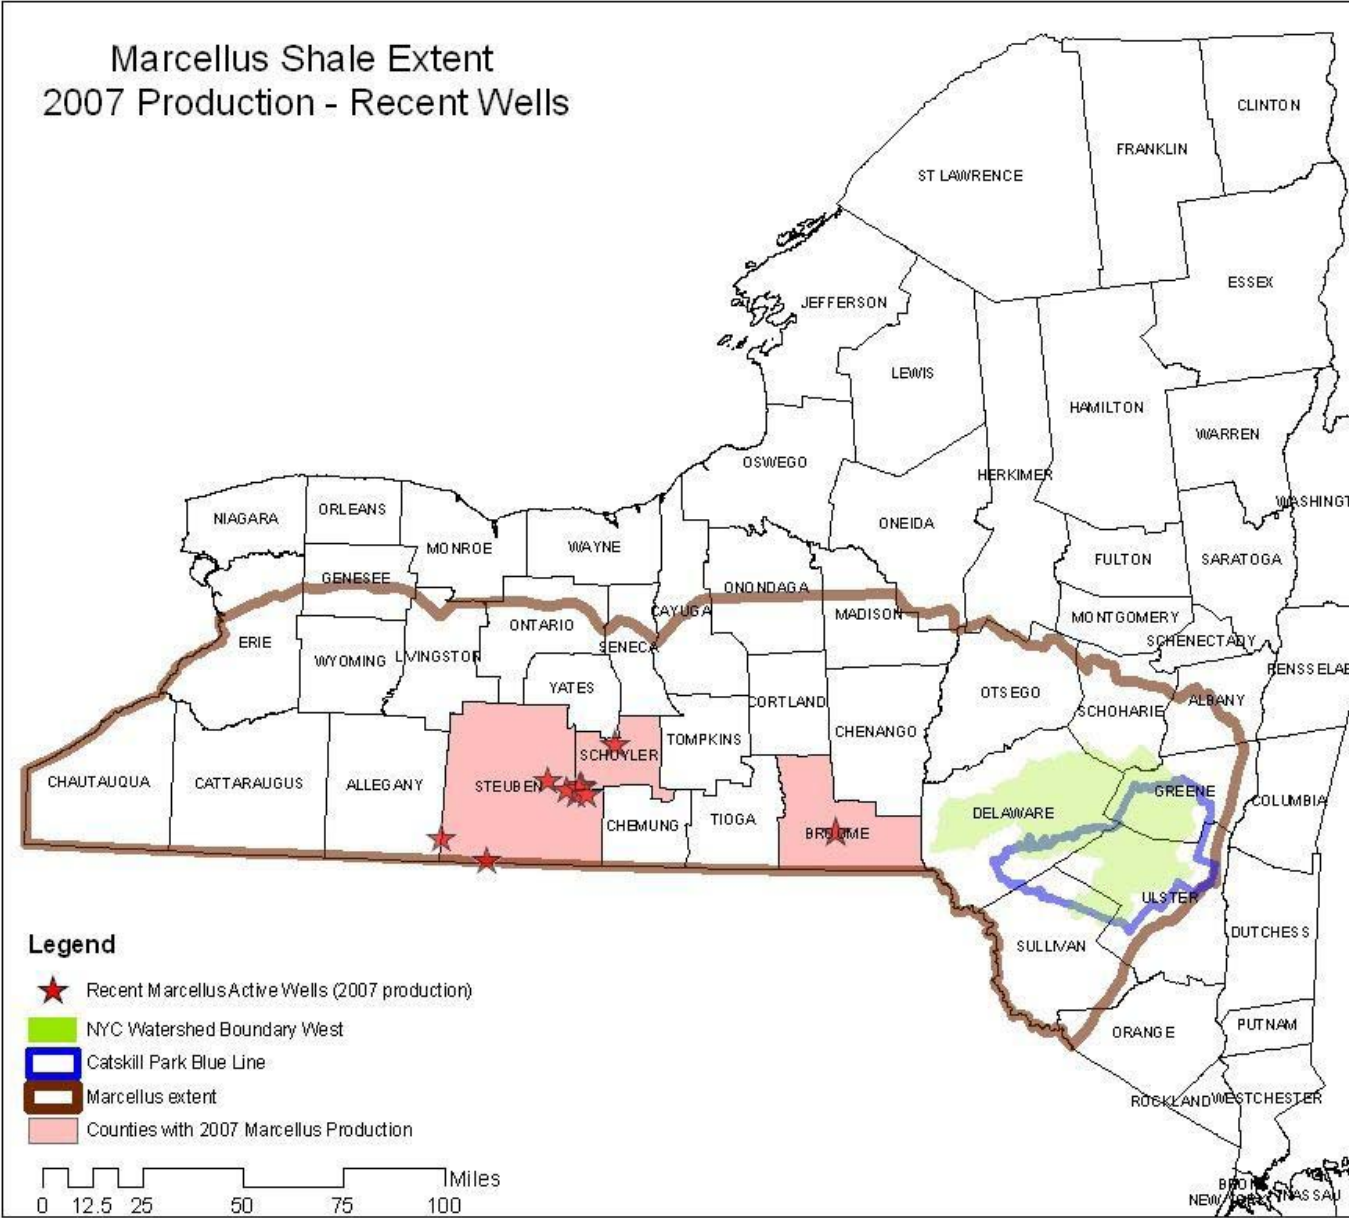 Marcellus Shale Extent
2007 Production - Recent Wells
CLINTON
FRANKLIN
ST LAWRENCE
ESSEX
JEFFERSON
LEWIS
HAMILTON
WARREN
OSWEGO
HERKIMER
WASHINGT
ONEIDA
NIAGARA
ORLEANS
MONROE
WAYNE
FULTON
SARATOGA
GENESEE
ONONDAGA
CAYUGA
MADISON
MONTGOMERY
ONTARIO
SCHENECTADY
ERIE
WYOMING
LIVINGSTON
SENECA
RENSSELAE
YATES
OTSEGO
CORTLAND
ALBANY
SCHOHARIE
CHENANGO
TOMPKINS
SCHUYLER
CHAUTAUQUA
CATTARAUGUS
ALLEGANY
STEUBEN
GREENE
COLUMBIA
DELAWARE
CHEMUNG
TIOGA
BROOME
ULSTER
DUTCHESS
SULLIVAN
ORANGE
PUTNAM
ROCKLAND
WESTCHESTER
NASSAU
Legend
Recent Marcellus Active Wells (2007 production)
NYC Watershed Boundary West
Catskill Park Blue Line
Marcellus extent
Counties with 2007 Marcellus Production
Miles
0 12.5 25 50 75 100